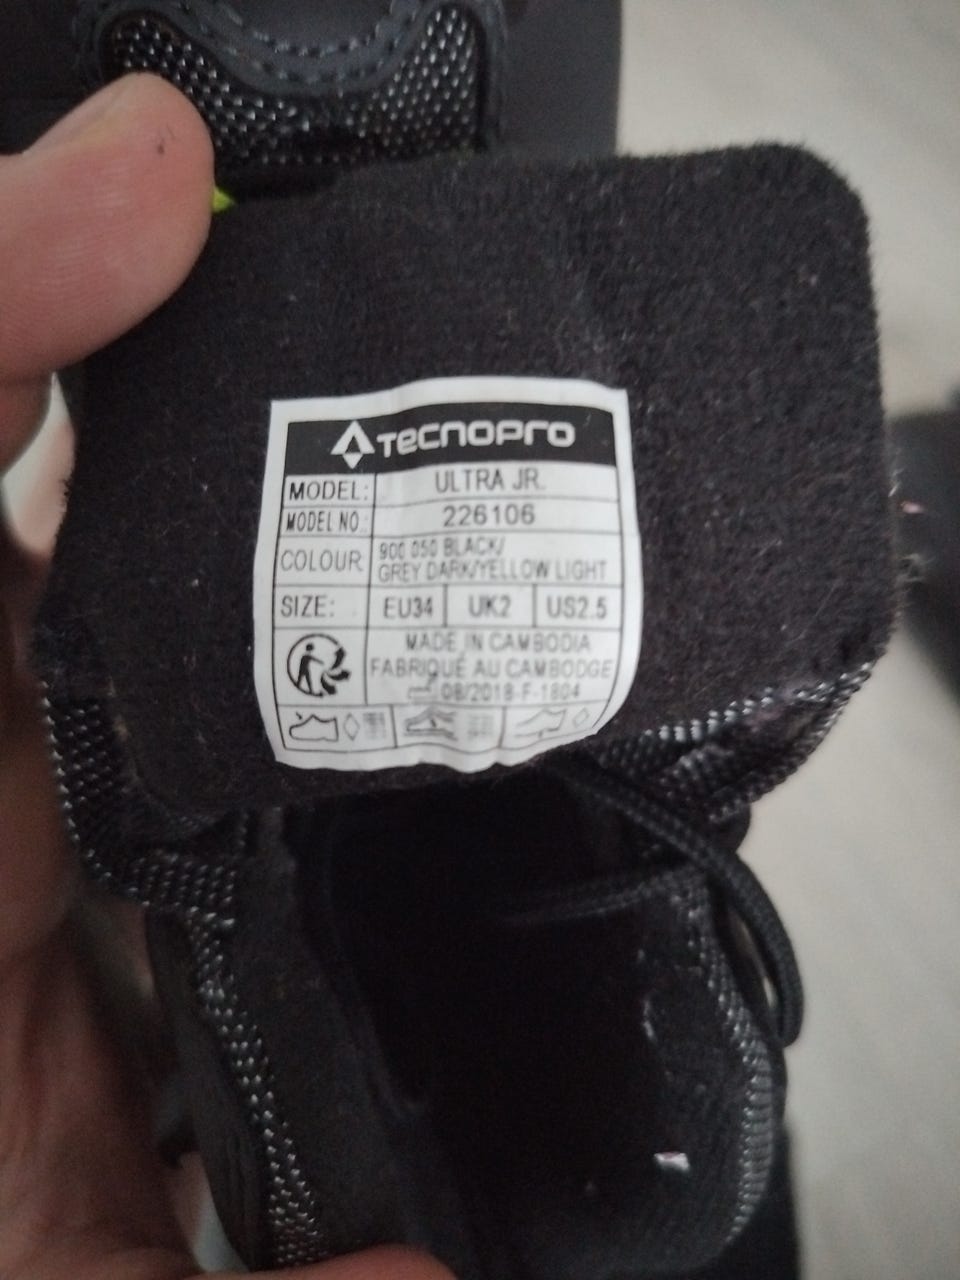 TECNOPRO
MODEL: ULTRA JR.
MODEL NO.: 226106
COLOUR 900 050 BLACK/
GREY DARK/YELLOW LIGHT
SIZE: EU34 UK2 US2.5
MADE IN CAMBODIA
FABRIQUÉ AU CAMBODGE
08/2018-F-1804